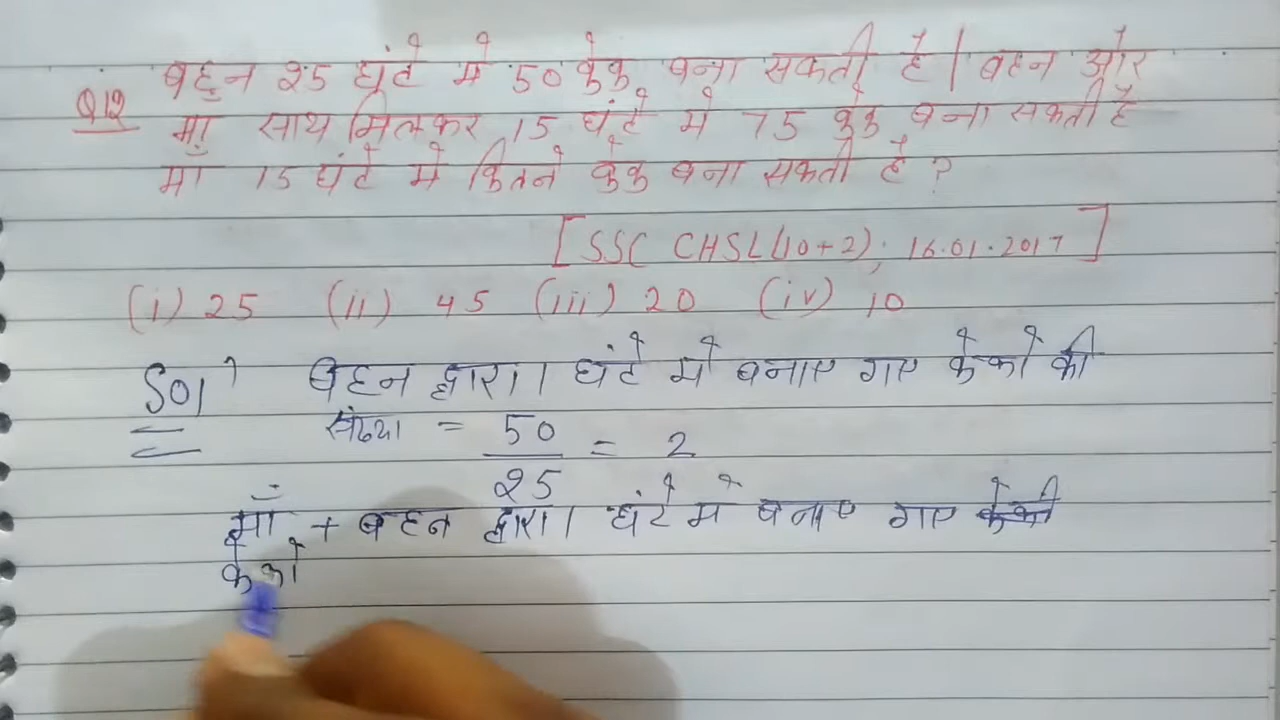 Q12 बहन 25 घंटे मे 50 केक बना सकती है | बहन और
माँ साथ मिलकर 15 घंटे मे 75 केक बना सकती है
माँ 15 घंटे मे कितने केक बना सकती है ?
[SSC CHSL(10+2), 16.01.2017]
(i) 25 (ii) 45 (iii) 20 (iv) 10
Sol^n बहन द्वारा 1 घंटे मे बनाए गए केको की
संख्या = 50/25 = 2
माँ + बहन द्वारा 1 घंटे मे बनाए गए
केको